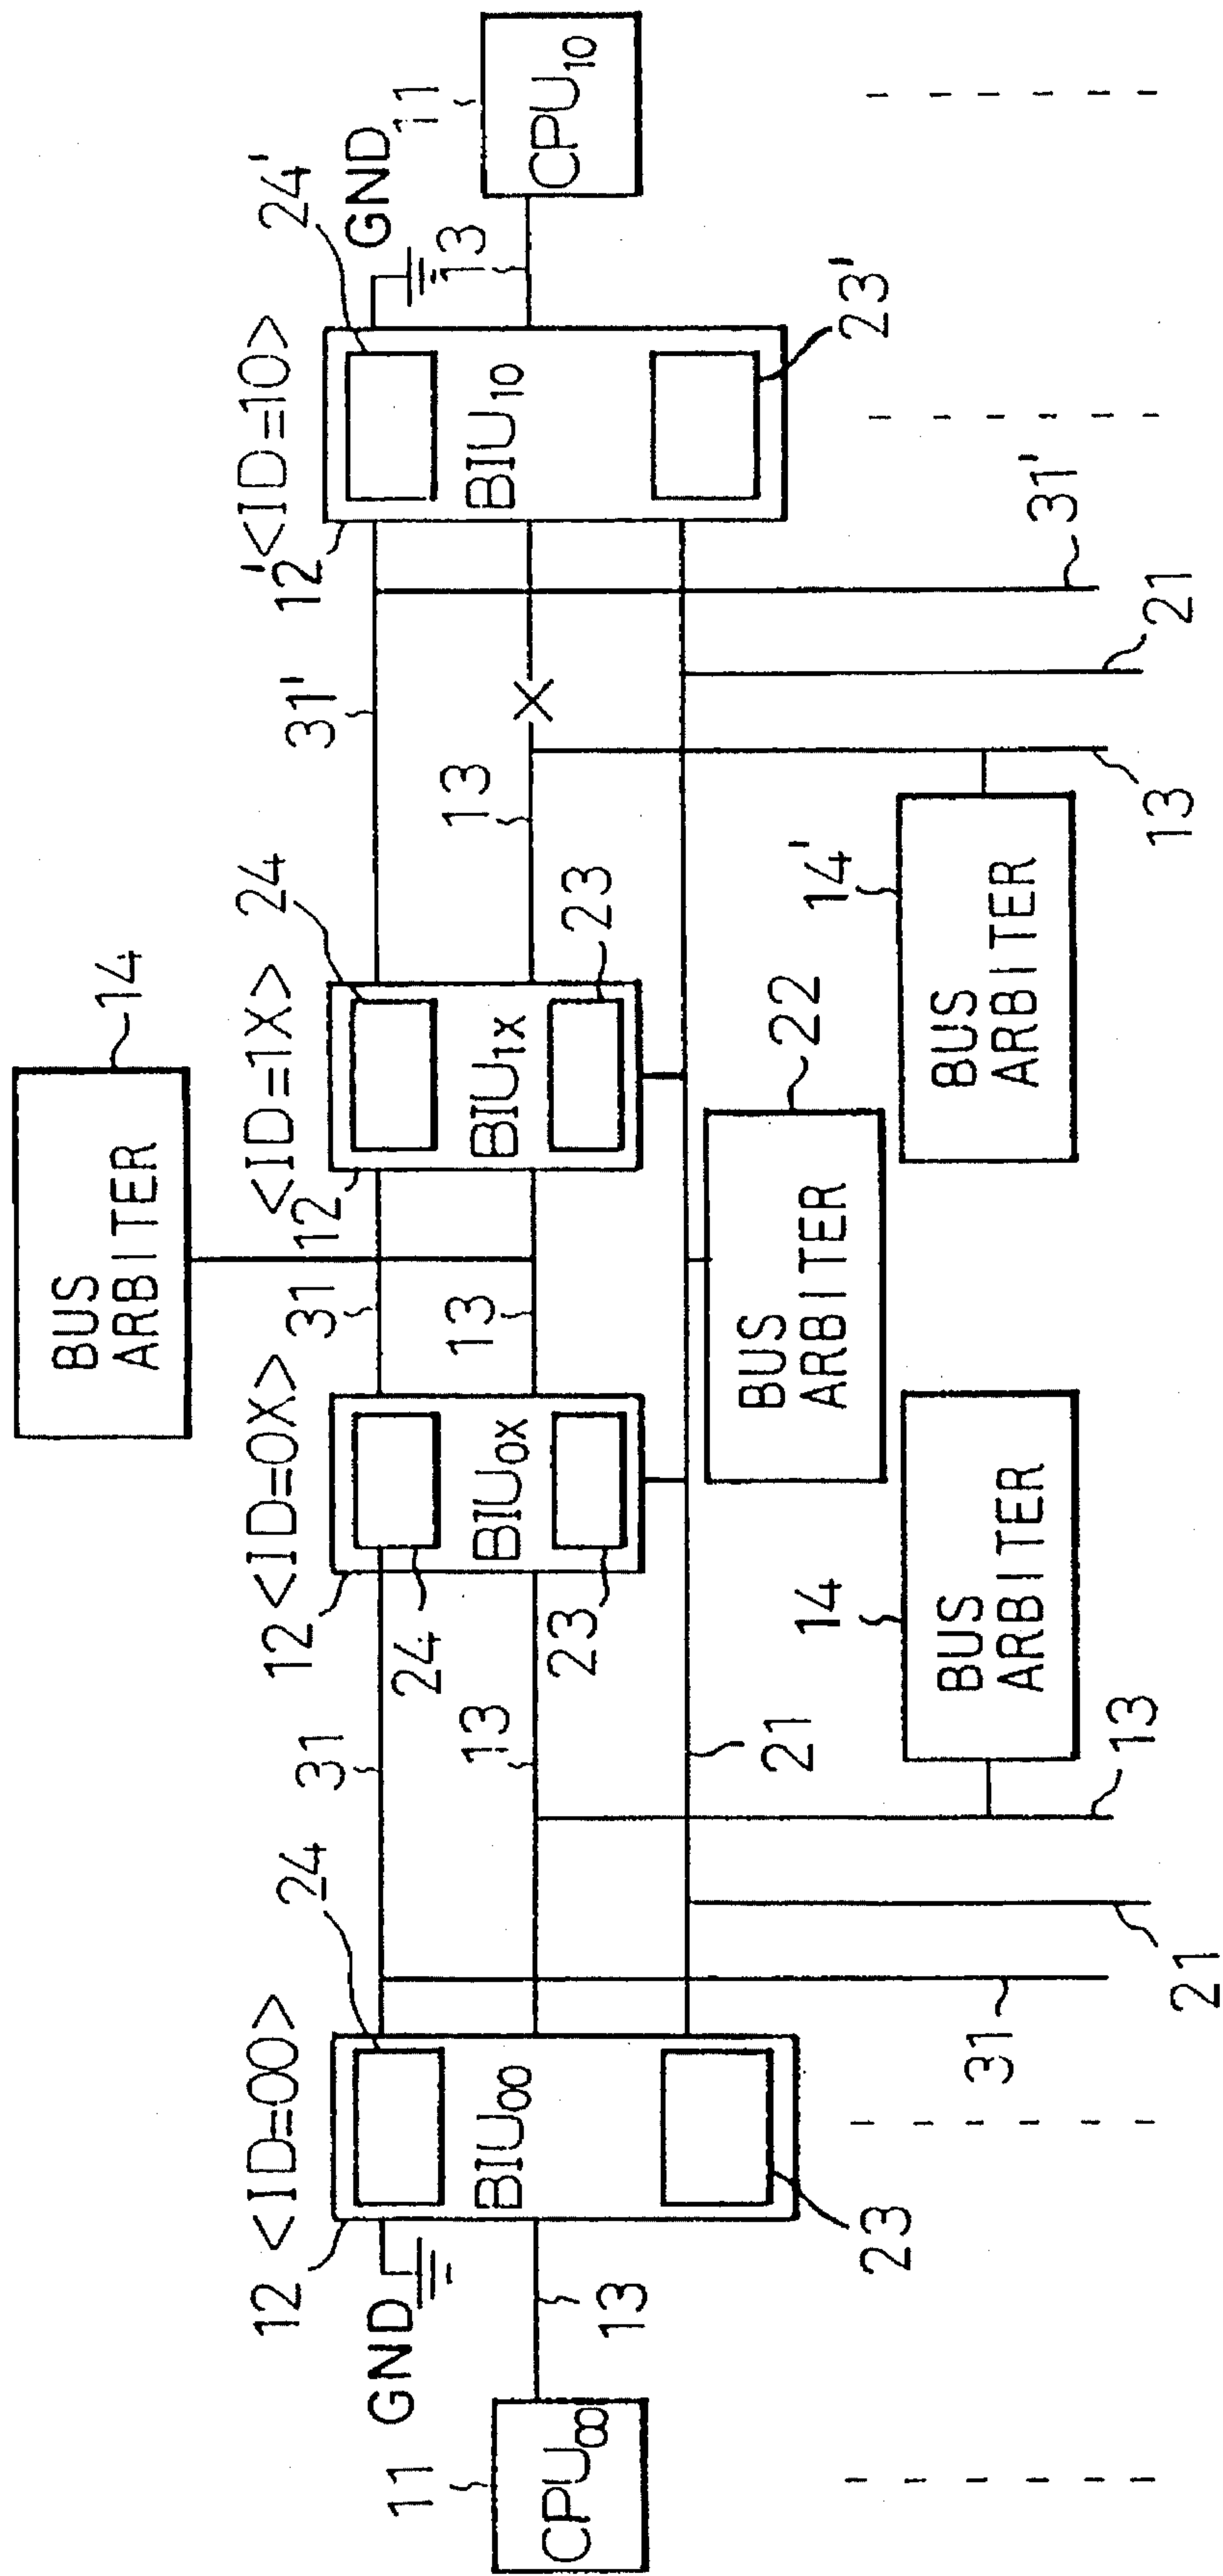 BUS
ARBITER
14
12 <ID=00>
24
12 <ID=0X>
12 <ID=1X>
24
12' <ID=10>
24'
GND
31
31
31'
GND
11
CPU00
13
BIU00
13
BIU0X
24
13
BIU1X
13
BIU10
13
11
CPU10
23
23
23
23'
21
BUS
ARBITER
22
31
21
13
BUS
ARBITER
14
BUS
ARBITER
14'
13
21
31'